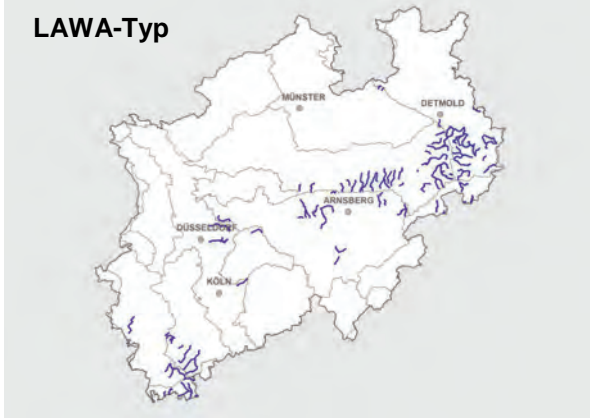 LAWA-Typ
MÜNSTER
DETMOLD
ARNSBERG
DÜSSELDORF
KÖLN